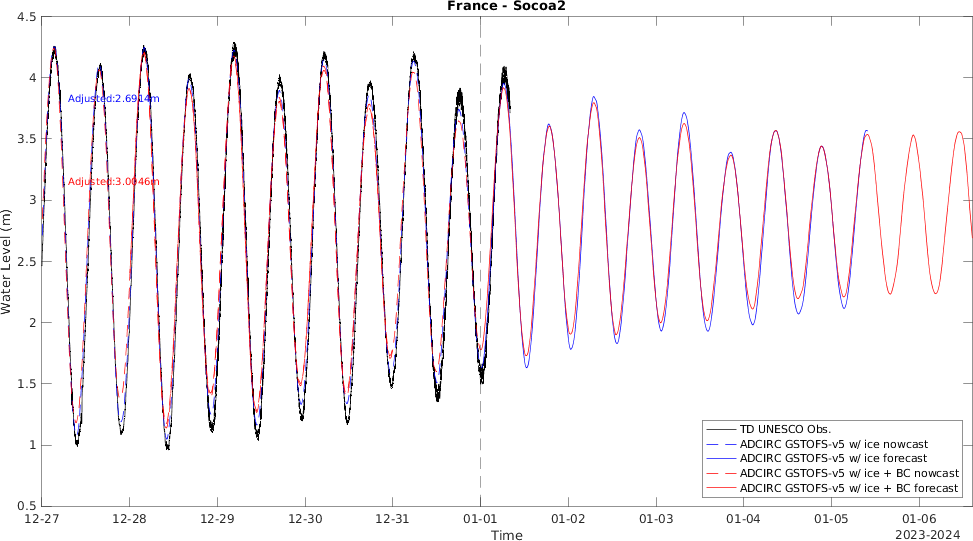 France - Socoa2
4.5
4
3.5
3
2.5
2
1.5
1
0.5
Water Level (m)
Adjusted:2.6914m
Adjusted:3.0046m
TD UNESCO Obs.
ADCIRC GSTOFS-v5 w/ ice nowcast
ADCIRC GSTOFS-v5 w/ ice forecast
ADCIRC GSTOFS-v5 w/ ice + BC nowcast
ADCIRC GSTOFS-v5 w/ ice + BC forecast
12-27 12-28 12-29 12-30 12-31 01-01 01-02 01-03 01-04 01-05 01-06
Time
2023-2024